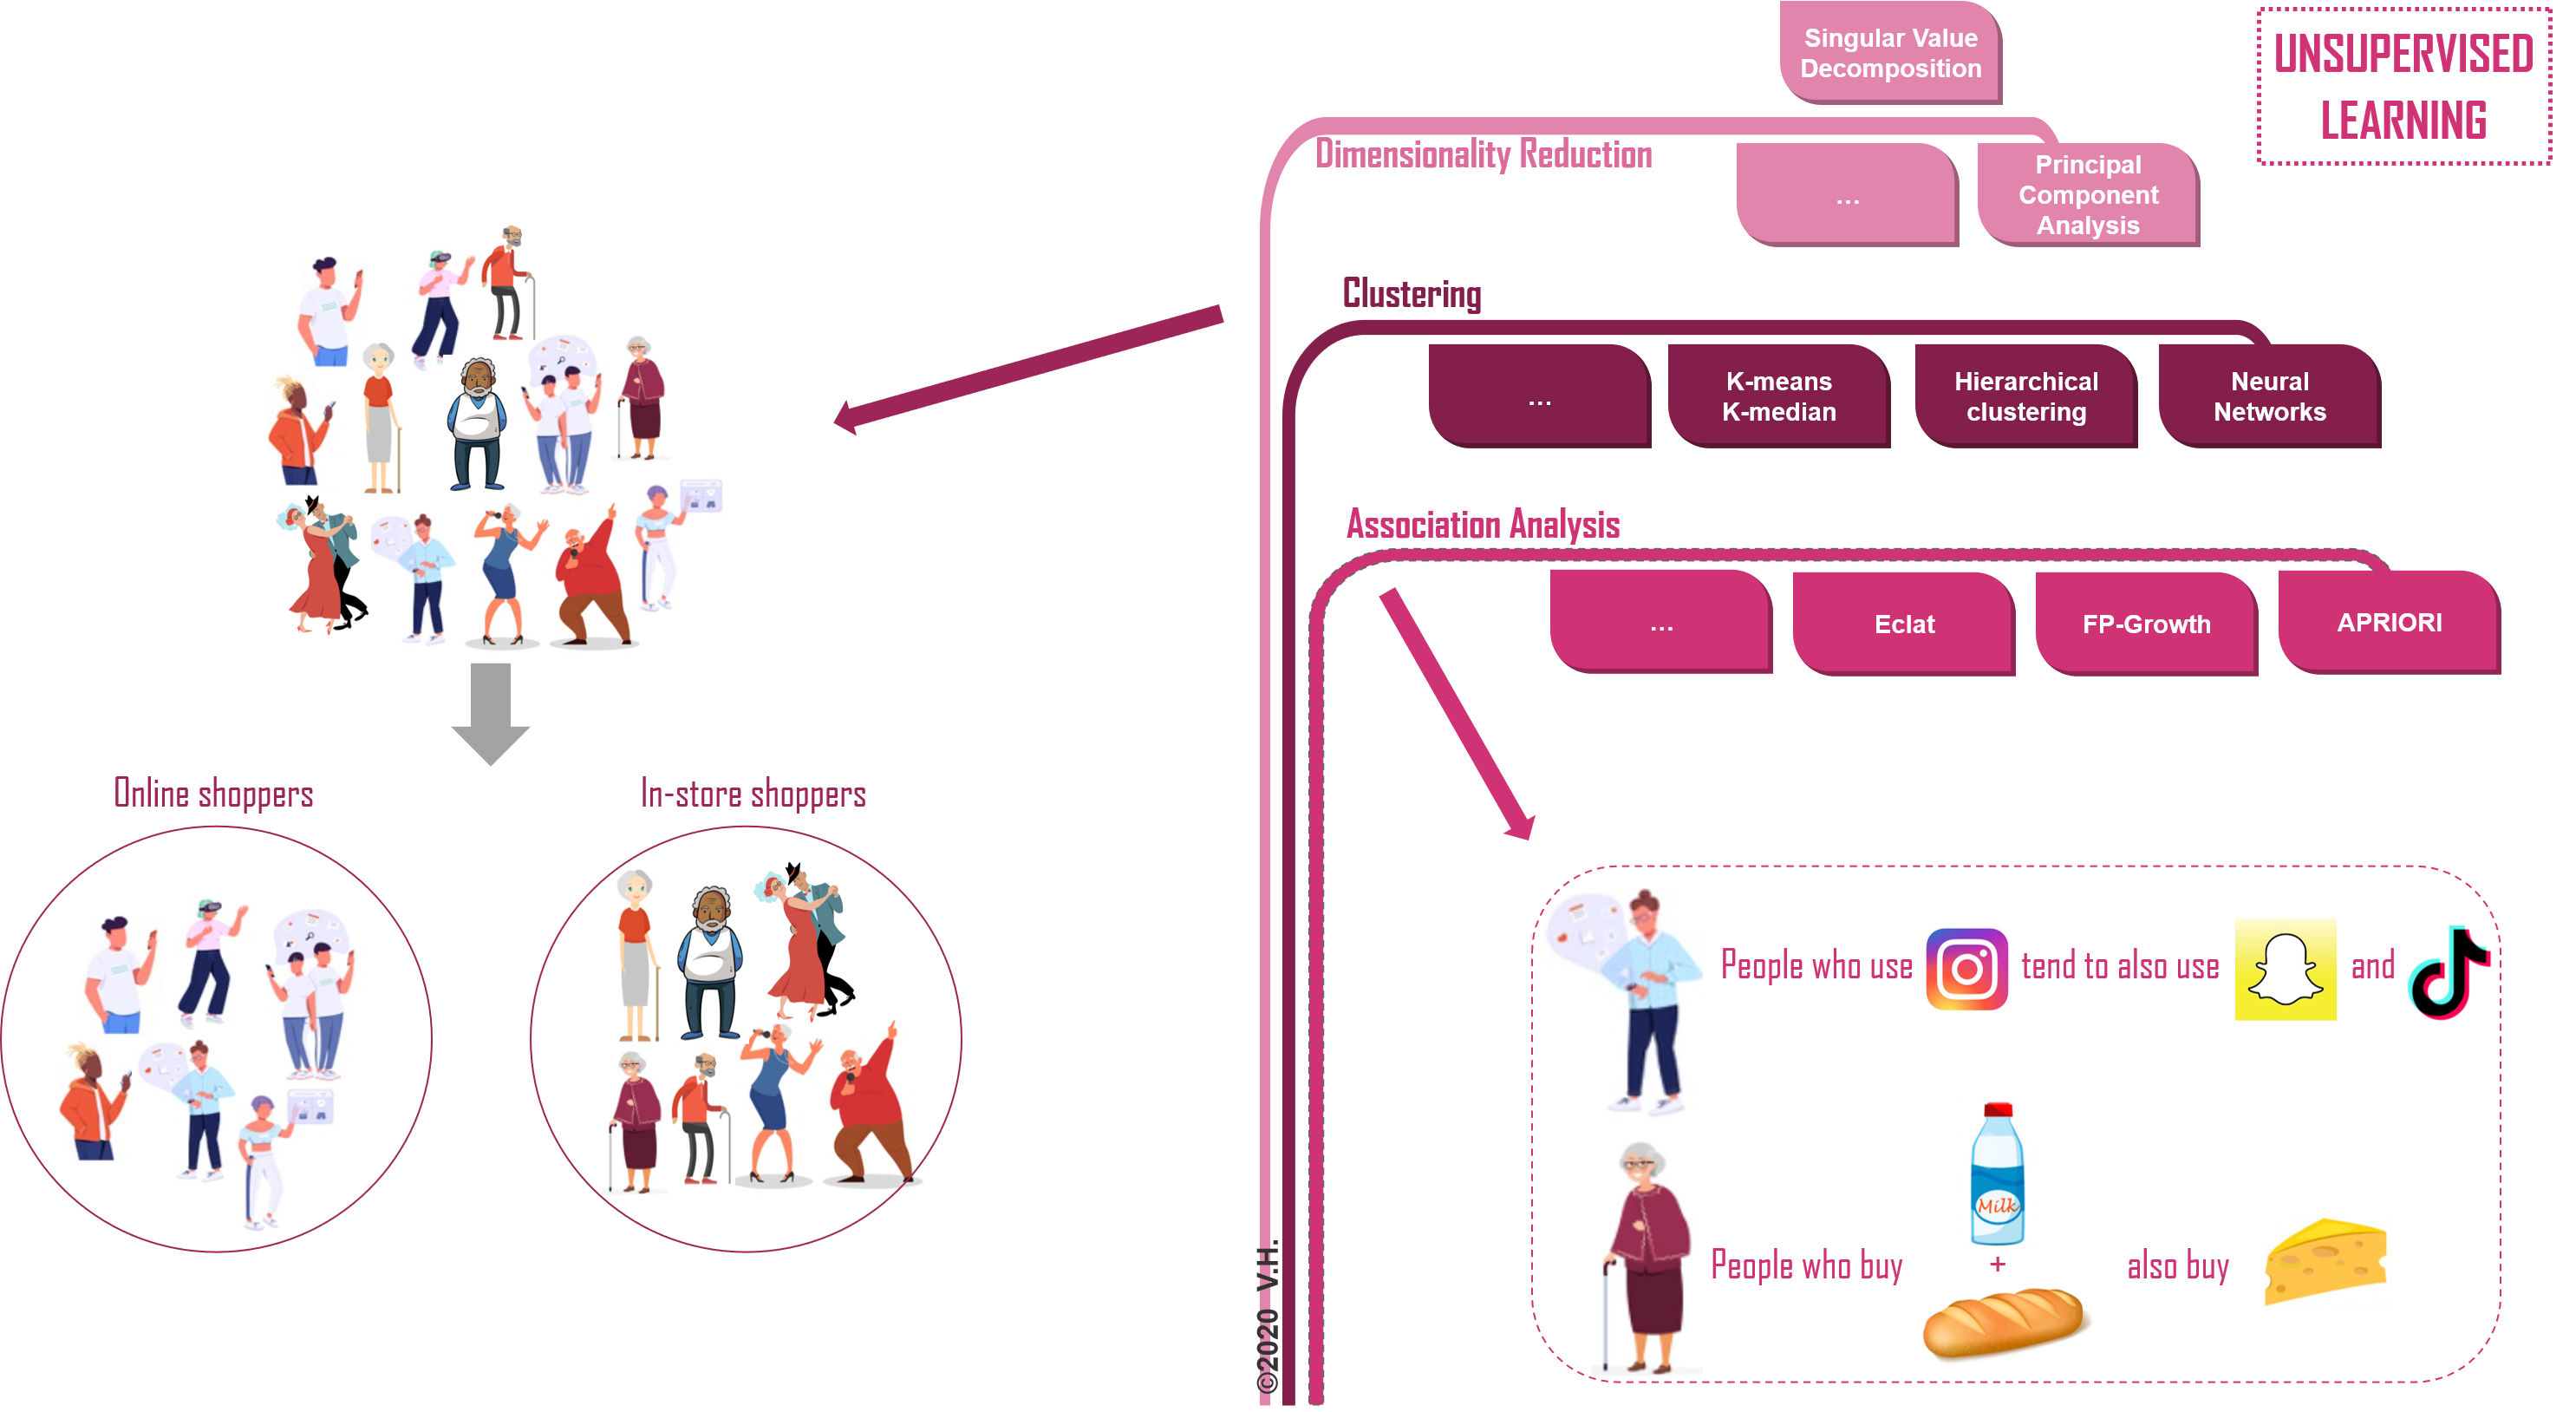 UNSUPERVISED
LEARNING
Singular Value
Decomposition
Dimensionality Reduction
...
Principal
Component
Analysis
Clustering
...
K-means
K-median
Hierarchical
clustering
Neural
Networks
Association Analysis
...
Eclat
FP-Growth
APRIORI
Online shoppers
In-store shoppers
People who use
tend to also use
and
Milk
People who buy
+
also buy
©2020 V.H.